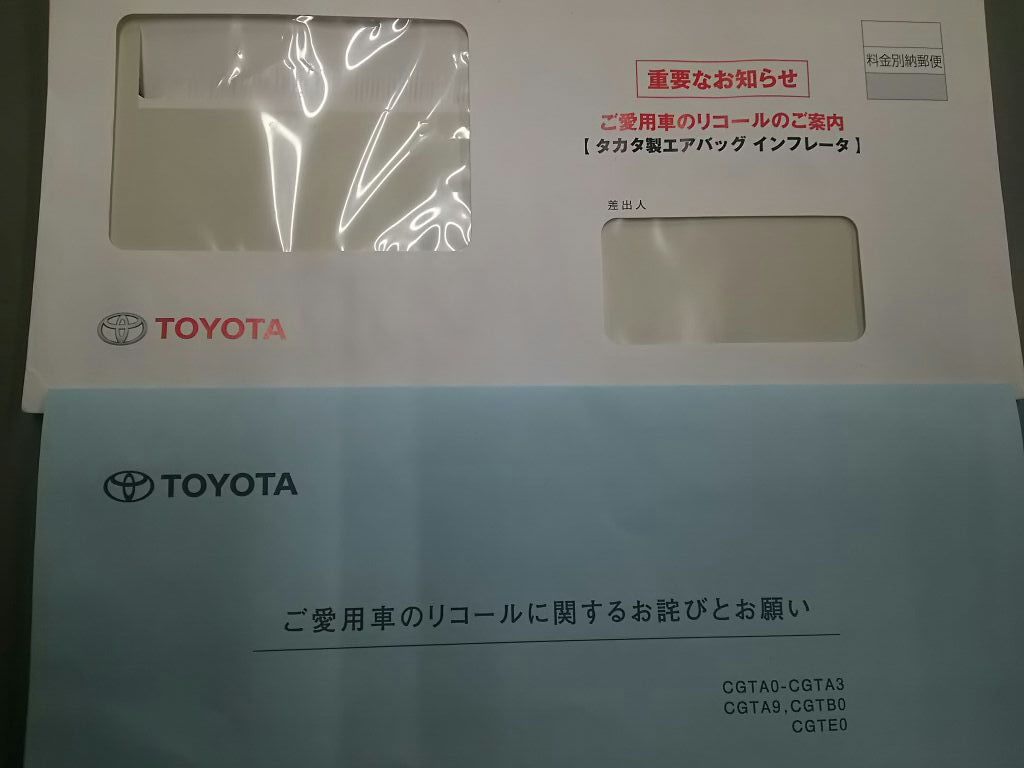 料金別納郵便
重要なお知らせ
ご愛用車のリコールのご案内
【 タカタ製エアバッグ インフレータ 】
差出人
TOYOTA
TOYOTA
ご愛用車のリコールに関するお詫びとお願い
CGTA0-CGTA3
CGTA9,CGTB0
CGTE0